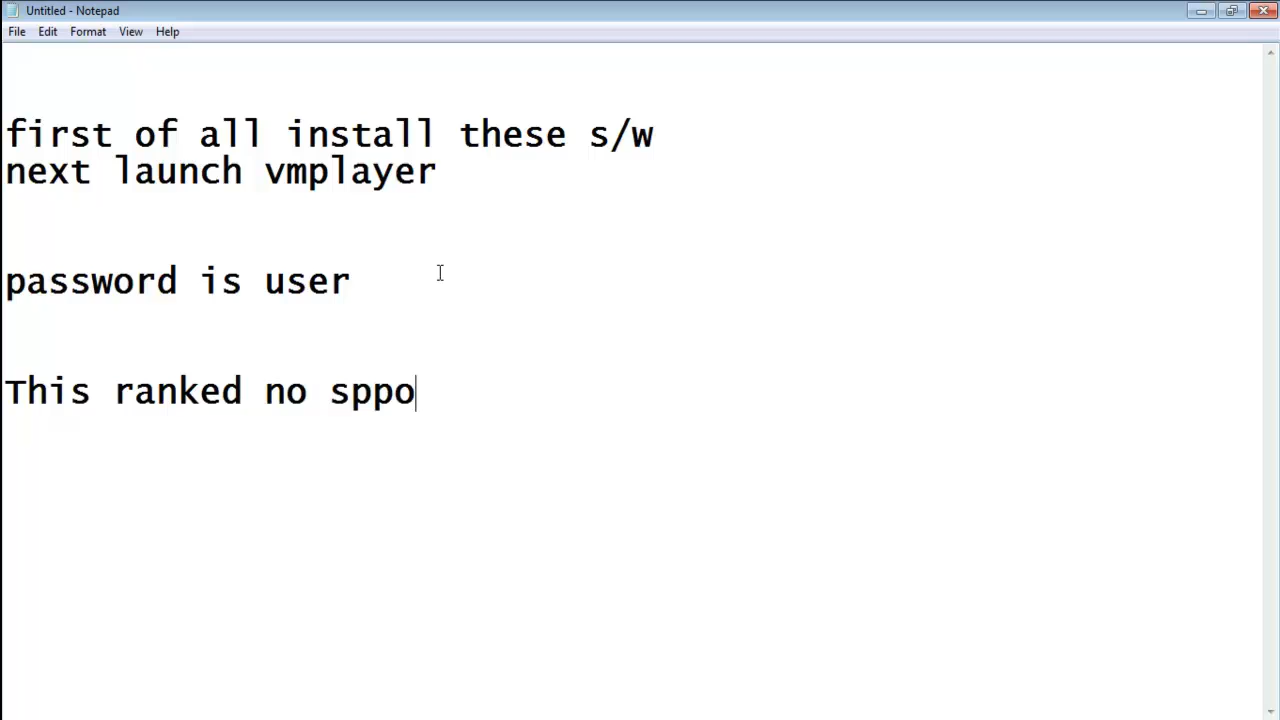 Untitled - Notepad
File Edit Format View Help
first of all install these s/w
next launch vmplayer
password is user
This ranked no sppo